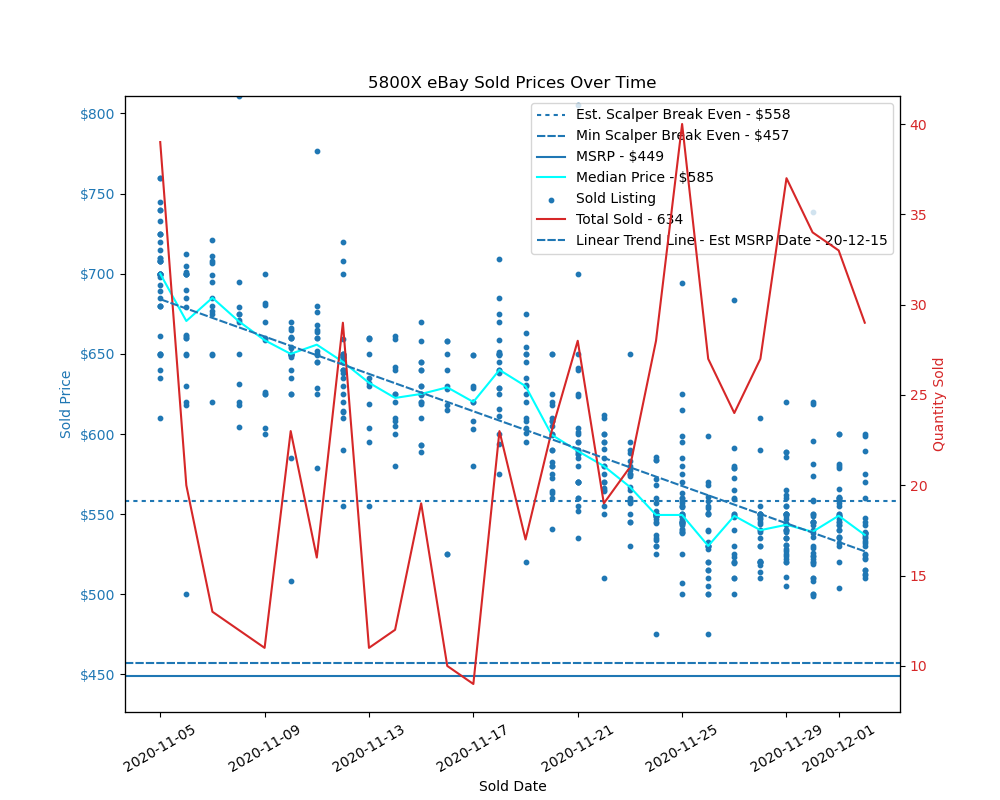 5800X eBay Sold Prices Over Time
Est. Scalper Break Even - $558
Min Scalper Break Even - $457
MSRP - $449
Median Price - $585
Sold Listing
Total Sold - 634
Linear Trend Line - Est MSRP Date - 20-12-15
Sold Price
$800
$750
$700
$650
$600
$550
$500
$450
Quantity Sold
40
35
30
25
20
15
10
2020-11-05
2020-11-09
2020-11-13
2020-11-17
2020-11-21
2020-11-25
2020-11-29
2020-12-01
Sold Date